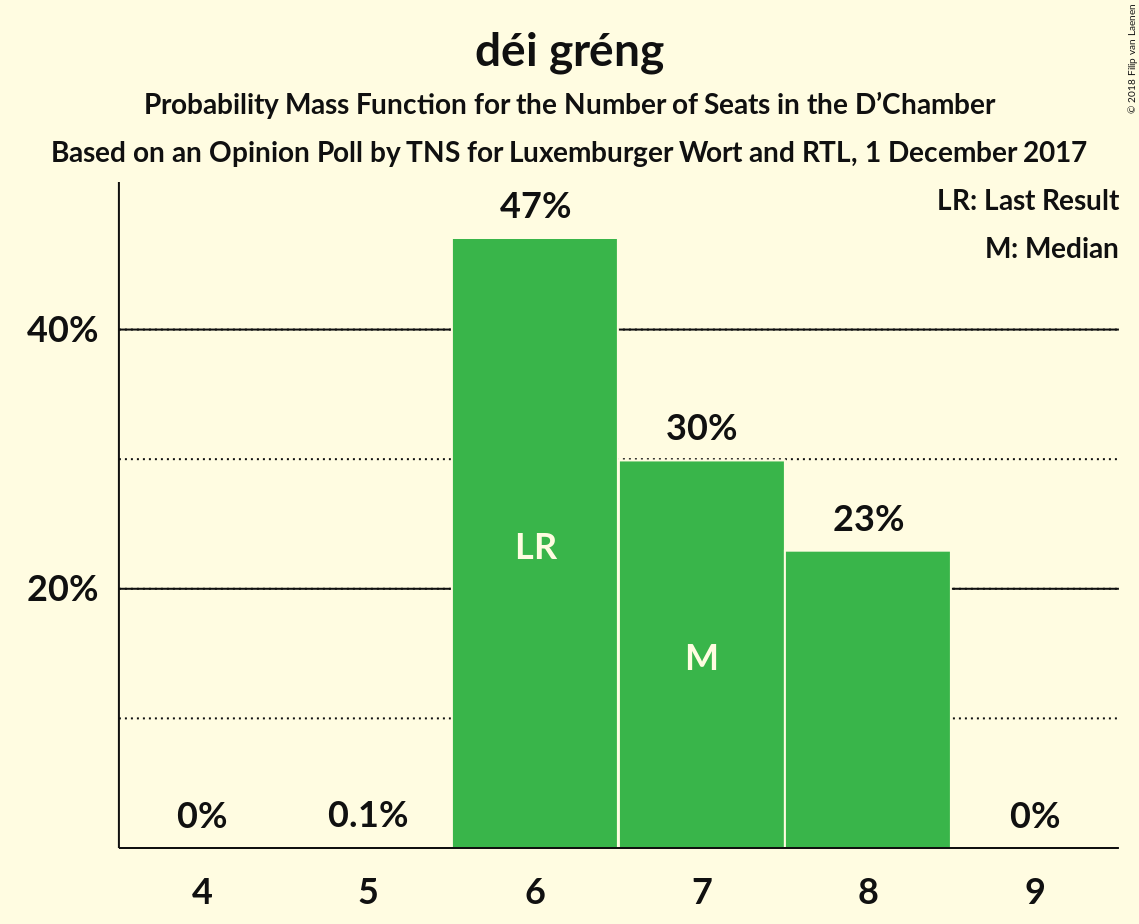 déi gréng
Probability Mass Function for the Number of Seats in the D’Chamber
Based on an Opinion Poll by TNS for Luxemburger Wort and RTL, 1 December 2017
© 2018 Filip van Laenen
LR: Last Result
M: Median
47%
40%
30%
23%
LR
20%
M
0%
0.1%
0%
4
5
6
7
8
9